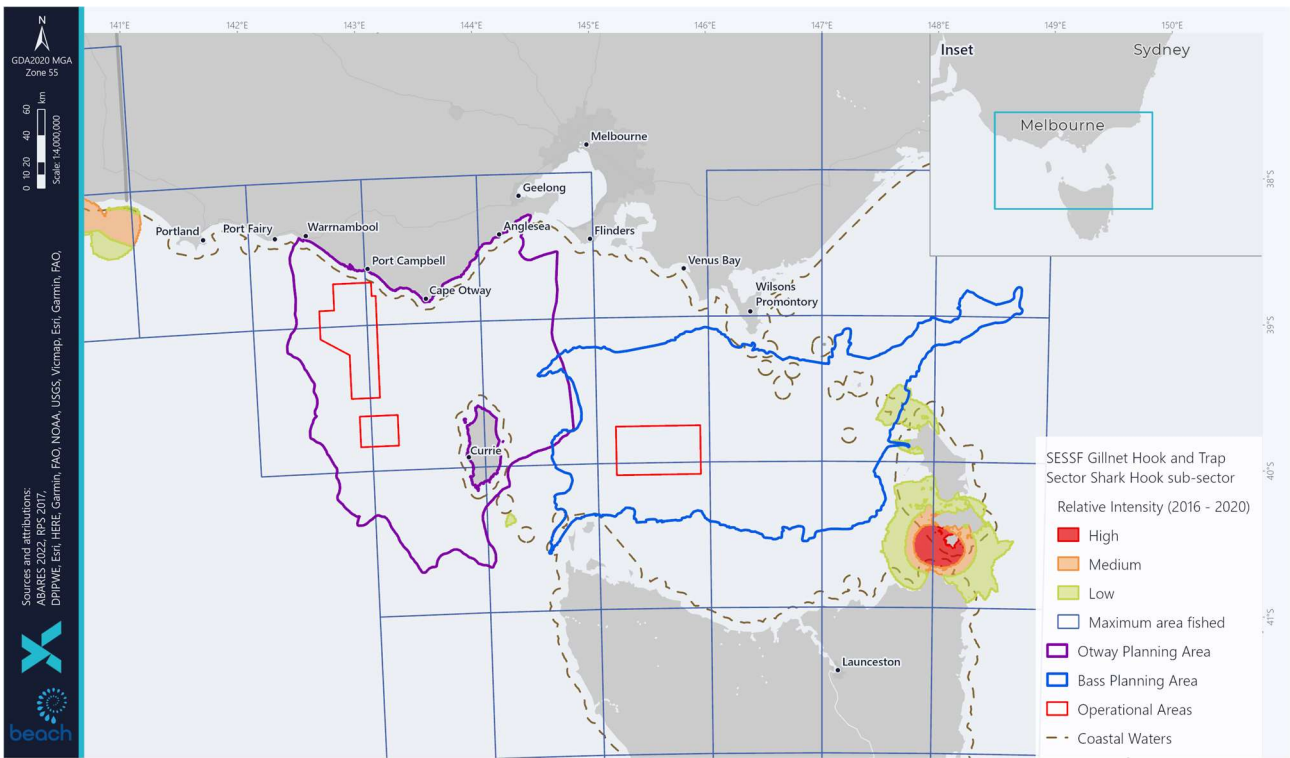 N
GDA2020 MGA
Zone 55
0 10 20 40 60 km
Scale: 1:4,000,000
Sources and attributions:
ABARES 2022, RPS 2017,
DPIPWE, Esri, HERE, Garmin, FAO, NOAA, USGS, Vicmap, Esri, Garmin, FAO,
beach
141°E 142°E 143°E 144°E 145°E 146°E 147°E 148°E 149°E 150°E
38°S
39°S
40°S
41°S
Inset
Sydney
Melbourne
Melbourne
Geelong
Portland
Port Fairy
Warrnambool
Anglesea
Flinders
Port Campbell
Venus Bay
Cape Otway
Wilsons
Promontory
Currie
Launceston
SESSF Gillnet Hook and Trap
Sector Shark Hook sub-sector
Relative Intensity (2016 - 2020)
High
Medium
Low
Maximum area fished
Otway Planning Area
Bass Planning Area
Operational Areas
Coastal Waters